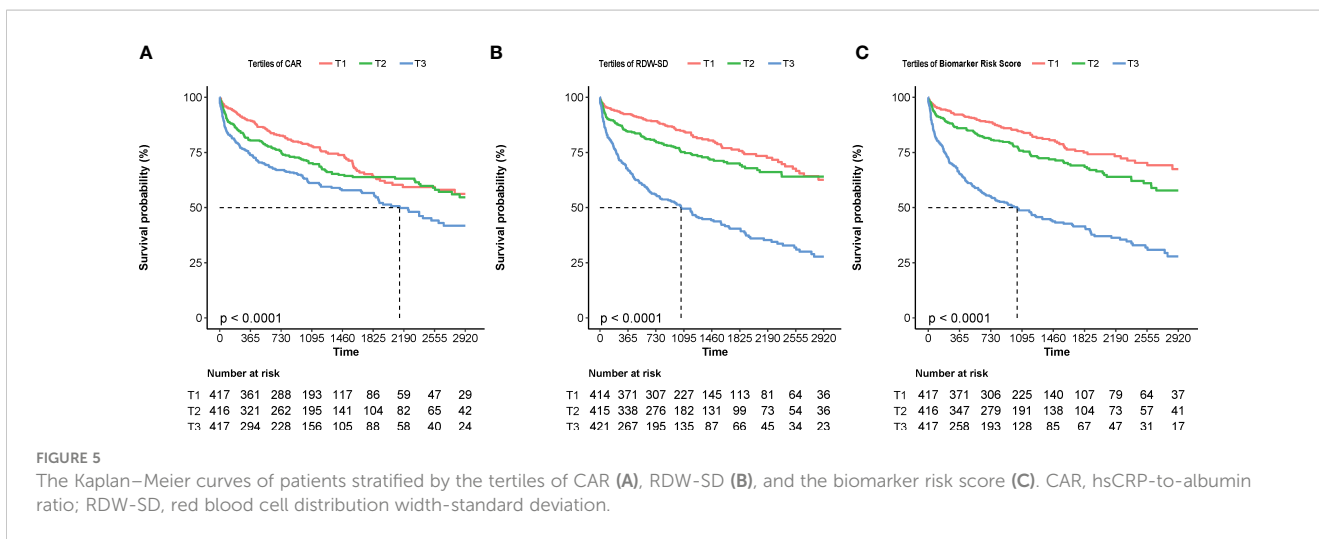 A
Tertiles of CAR T1 T2 T3
Survival probability (%)
100
75
50
25
0
p < 0.0001
0 365 730 1095 1460 1825 2190 2555 2920
Time
Number at risk
T1 417 361 288 193 117 86 59 47 29
T2 416 321 262 195 141 104 82 65 42
T3 417 294 228 156 105 88 58 40 24
B
Tertiles of RDW-SD T1 T2 T3
Survival probability (%)
100
75
50
25
0
p < 0.0001
0 365 730 1095 1460 1825 2190 2555 2920
Time
Number at risk
T1 414 371 307 227 145 113 81 64 36
T2 415 338 276 182 131 99 73 54 36
T3 421 267 195 135 87 66 45 34 23
C
Tertiles of Biomarker Risk Score T1 T2 T3
Survival probability (%)
100
75
50
25
0
p < 0.0001
0 365 730 1095 1460 1825 2190 2555 2920
Time
Number at risk
T1 417 371 306 225 140 107 79 64 37
T2 416 347 279 191 138 104 73 57 41
T3 417 258 193 128 85 67 47 31 17
FIGURE 5
The Kaplan–Meier curves of patients stratified by the tertiles of CAR (A), RDW-SD (B), and the biomarker risk score (C). CAR, hsCRP-to-albumin
ratio; RDW-SD, red blood cell distribution width-standard deviation.